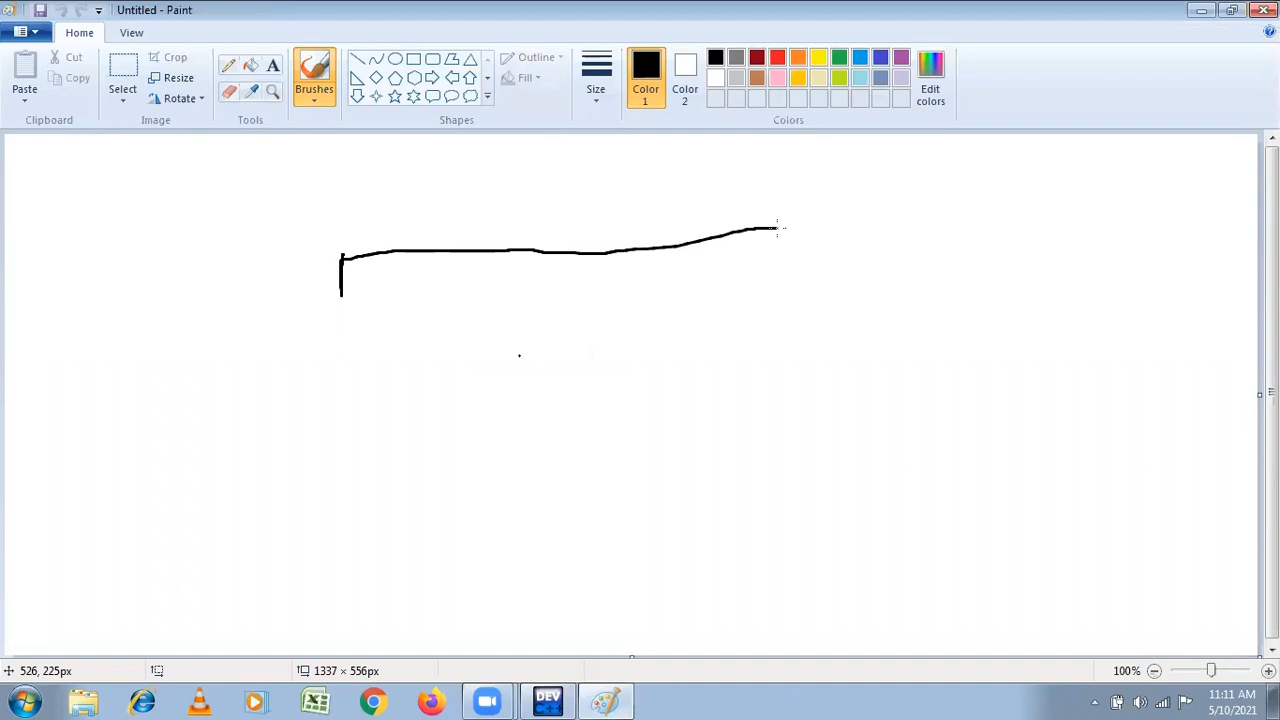 Untitled - Paint
Home
View
Paste
Cut
Copy
Clipboard
Select
Crop
Resize
Rotate
Image
A
Tools
Brushes
Outline
Fill
Shapes
Size
Color
1
Color
2
Edit
colors
Colors
526, 225px
1337 × 556px
100%
DEV
C++
11:11 AM
5/10/2021